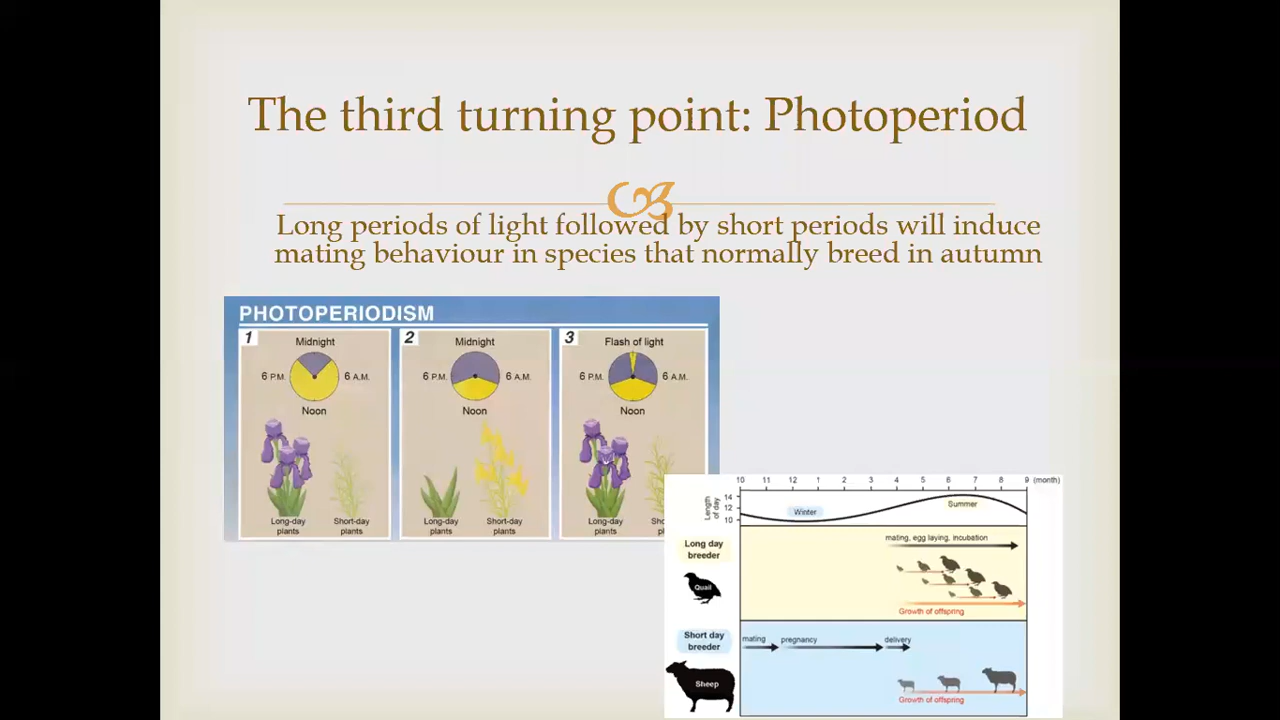 The third turning point: Photoperiod
Long periods of light followed by short periods will induce
mating behaviour in species that normally breed in autumn
PHOTOPERIODISM
1
Midnight
6 P.M.
6 A.M.
Noon
Long-day
plants
Short-day
plants
2
Midnight
6 P.M.
6 A.M.
Noon
Long-day
plants
Short-day
plants
3
Flash of light
6 P.M.
6 A.M.
Noon
Long-day
plants
10 11 12 1 2 3 4 5 6 7 8 9 (month)
Length
of day
14
12
10
Winter
Summer
Long day
breeder
Quail
mating, egg laying, incubation
Growth of offspring
Short day
breeder
Sheep
mating
pregnancy
delivery
Growth of offspring